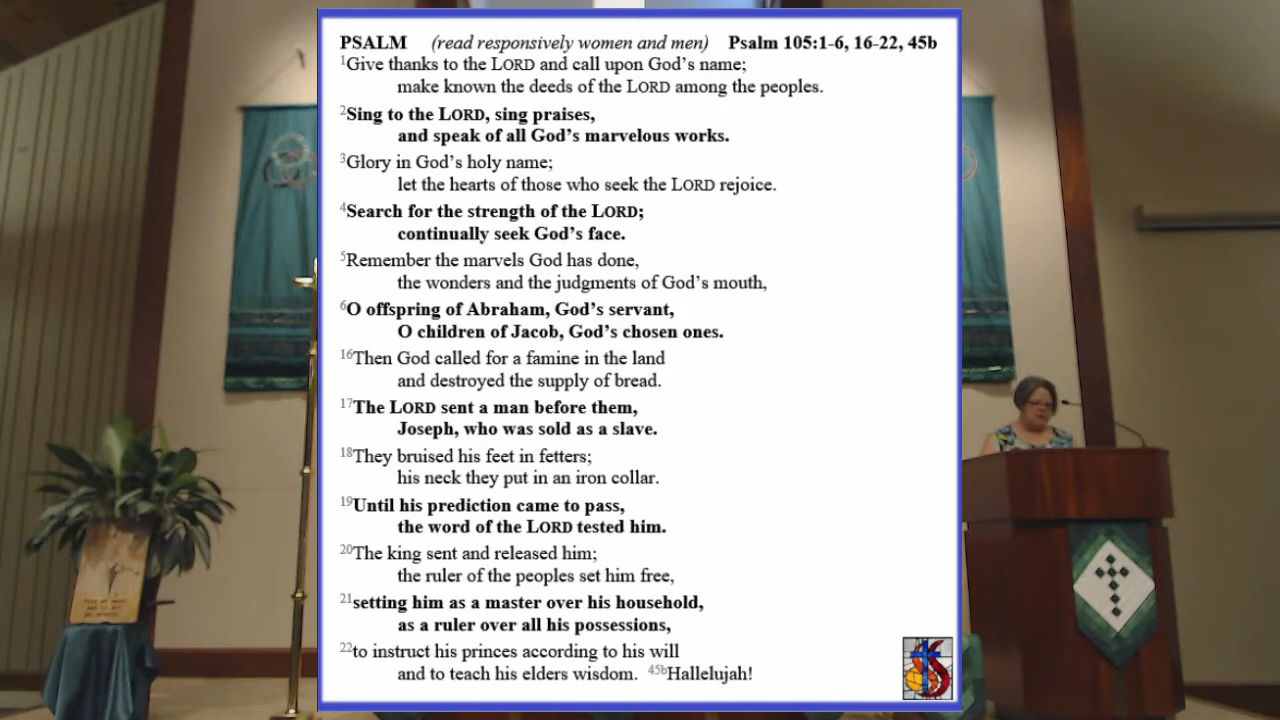 PSALM (read responsively women and men) Psalm 105:1-6, 16-22, 45b
1Give thanks to the LORD and call upon God's name;
make known the deeds of the LORD among the peoples.
2Sing to the LORD, sing praises,
and speak of all God's marvelous works.
3Glory in God's holy name;
let the hearts of those who seek the LORD rejoice.
4Search for the strength of the LORD;
continually seek God's face.
5Remember the marvels God has done,
the wonders and the judgments of God's mouth,
6O offspring of Abraham, God's servant,
O children of Jacob, God's chosen ones.
16Then God called for a famine in the land
and destroyed the supply of bread.
17The LORD sent a man before them,
Joseph, who was sold as a slave.
18They bruised his feet in fetters;
his neck they put in an iron collar.
19Until his prediction came to pass,
the word of the LORD tested him.
20The king sent and released him;
the ruler of the peoples set him free,
21setting him as a master over his household,
as a ruler over all his possessions,
22to instruct his princes according to his will
and to teach his elders wisdom. 45bHallelujah!